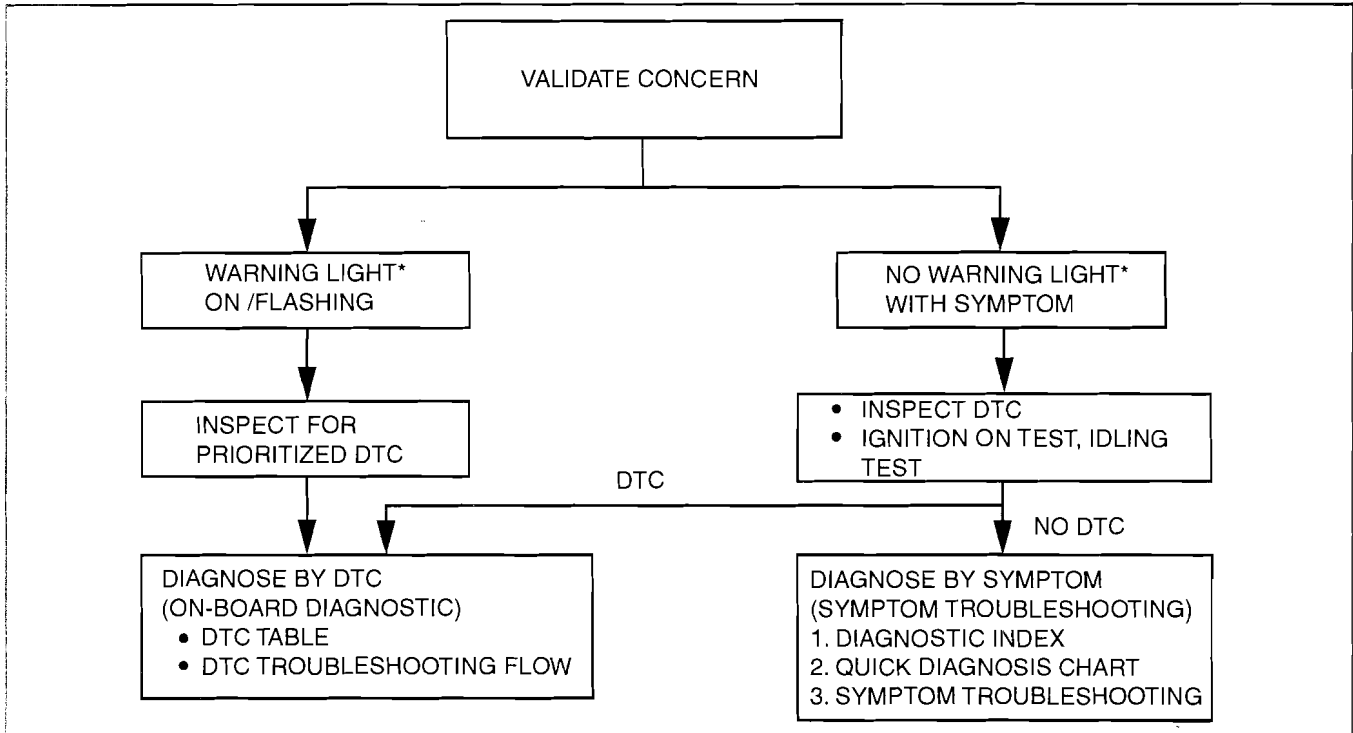 VALIDATE CONCERN
WARNING LIGHT*
ON /FLASHING
NO WARNING LIGHT*
WITH SYMPTOM
INSPECT FOR
PRIORITIZED DTC
• INSPECT DTC
• IGNITION ON TEST, IDLING
TEST
DTC
NO DTC
DIAGNOSE BY DTC
(ON-BOARD DIAGNOSTIC)
• DTC TABLE
• DTC TROUBLESHOOTING FLOW
DIAGNOSE BY SYMPTOM
(SYMPTOM TROUBLESHOOTING)
1. DIAGNOSTIC INDEX
2. QUICK DIAGNOSIS CHART
3. SYMPTOM TROUBLESHOOTING